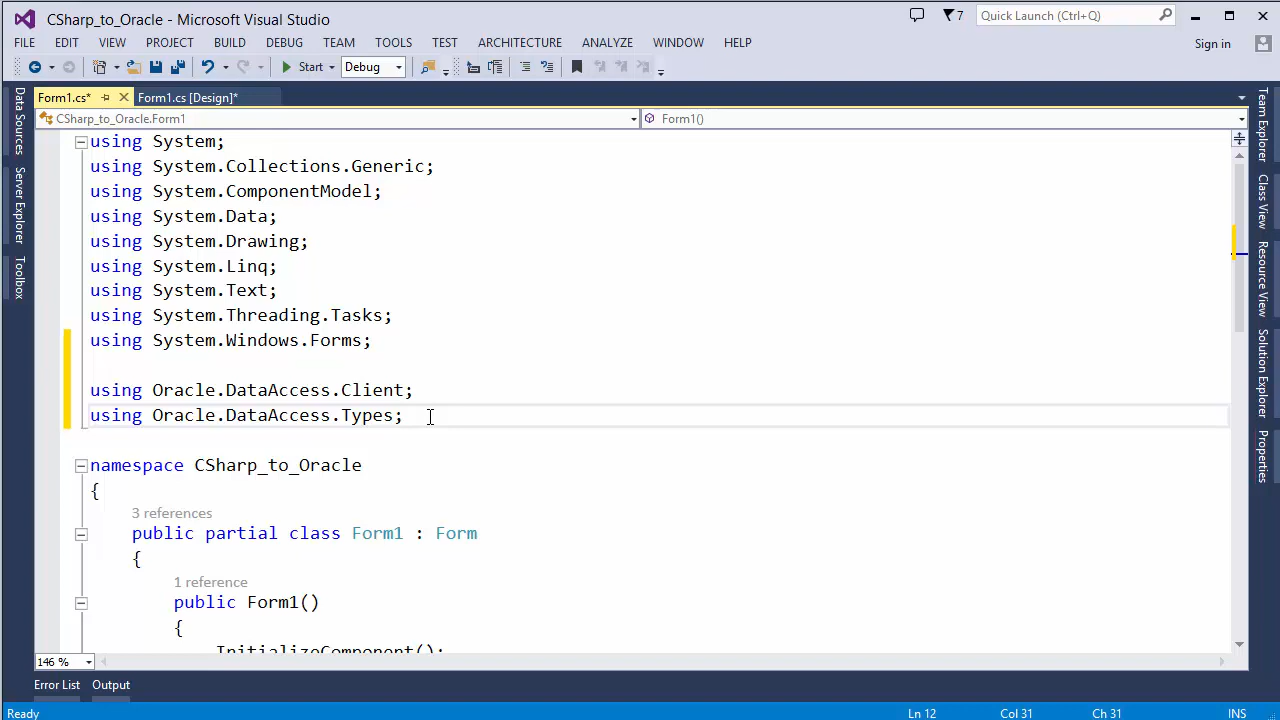 CSharp_to_Oracle - Microsoft Visual Studio
7
Quick Launch (Ctrl+Q)
FILE EDIT VIEW PROJECT BUILD DEBUG TEAM TOOLS TEST ARCHITECTURE ANALYZE WINDOW HELP
Sign in
Start Debug
Form1.cs* Form1.cs [Design]*
CSharp_to_Oracle.Form1 Form1()
Data Sources
Server Explorer
Toolbox
using System;
using System.Collections.Generic;
using System.ComponentModel;
using System.Data;
using System.Drawing;
using System.Linq;
using System.Text;
using System.Threading.Tasks;
using System.Windows.Forms;
using Oracle.DataAccess.Client;
using Oracle.DataAccess.Types;
namespace CSharp_to_Oracle
{
3 references
public partial class Form1 : Form
{
1 reference
public Form1()
{
InitializeComponent();
Team Explorer
Class View
Resource View
Solution Explorer
Properties
146 %
Error List Output
Ready Ln 12 Col 31 Ch 31 INS